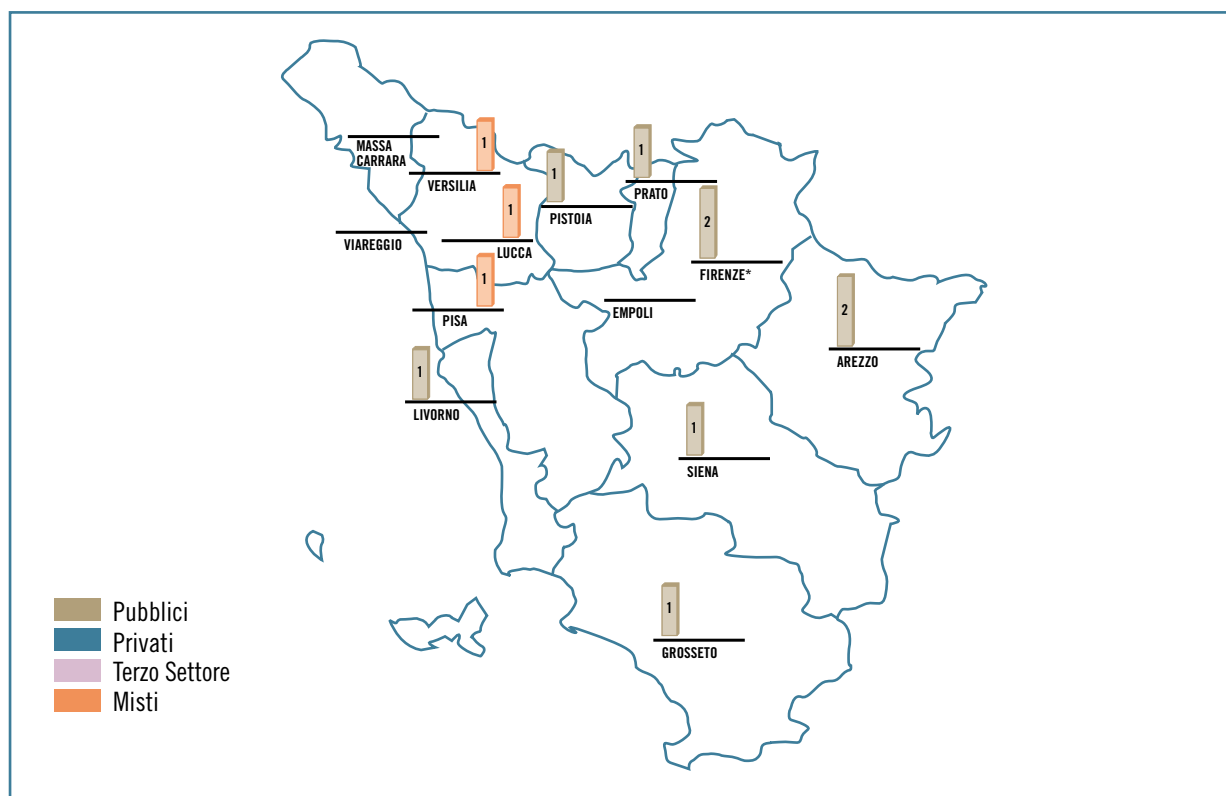 MASSA
CARRARA
1
VERSILIA
1
PISTOIA
1
PRATO
VIAREGGIO
1
LUCCA
2
FIRENZE*
1
PISA
EMPOLI
2
AREZZO
1
LIVORNO
1
SIENA
1
GROSSETO
Pubblici
Privati
Terzo Settore
Misti